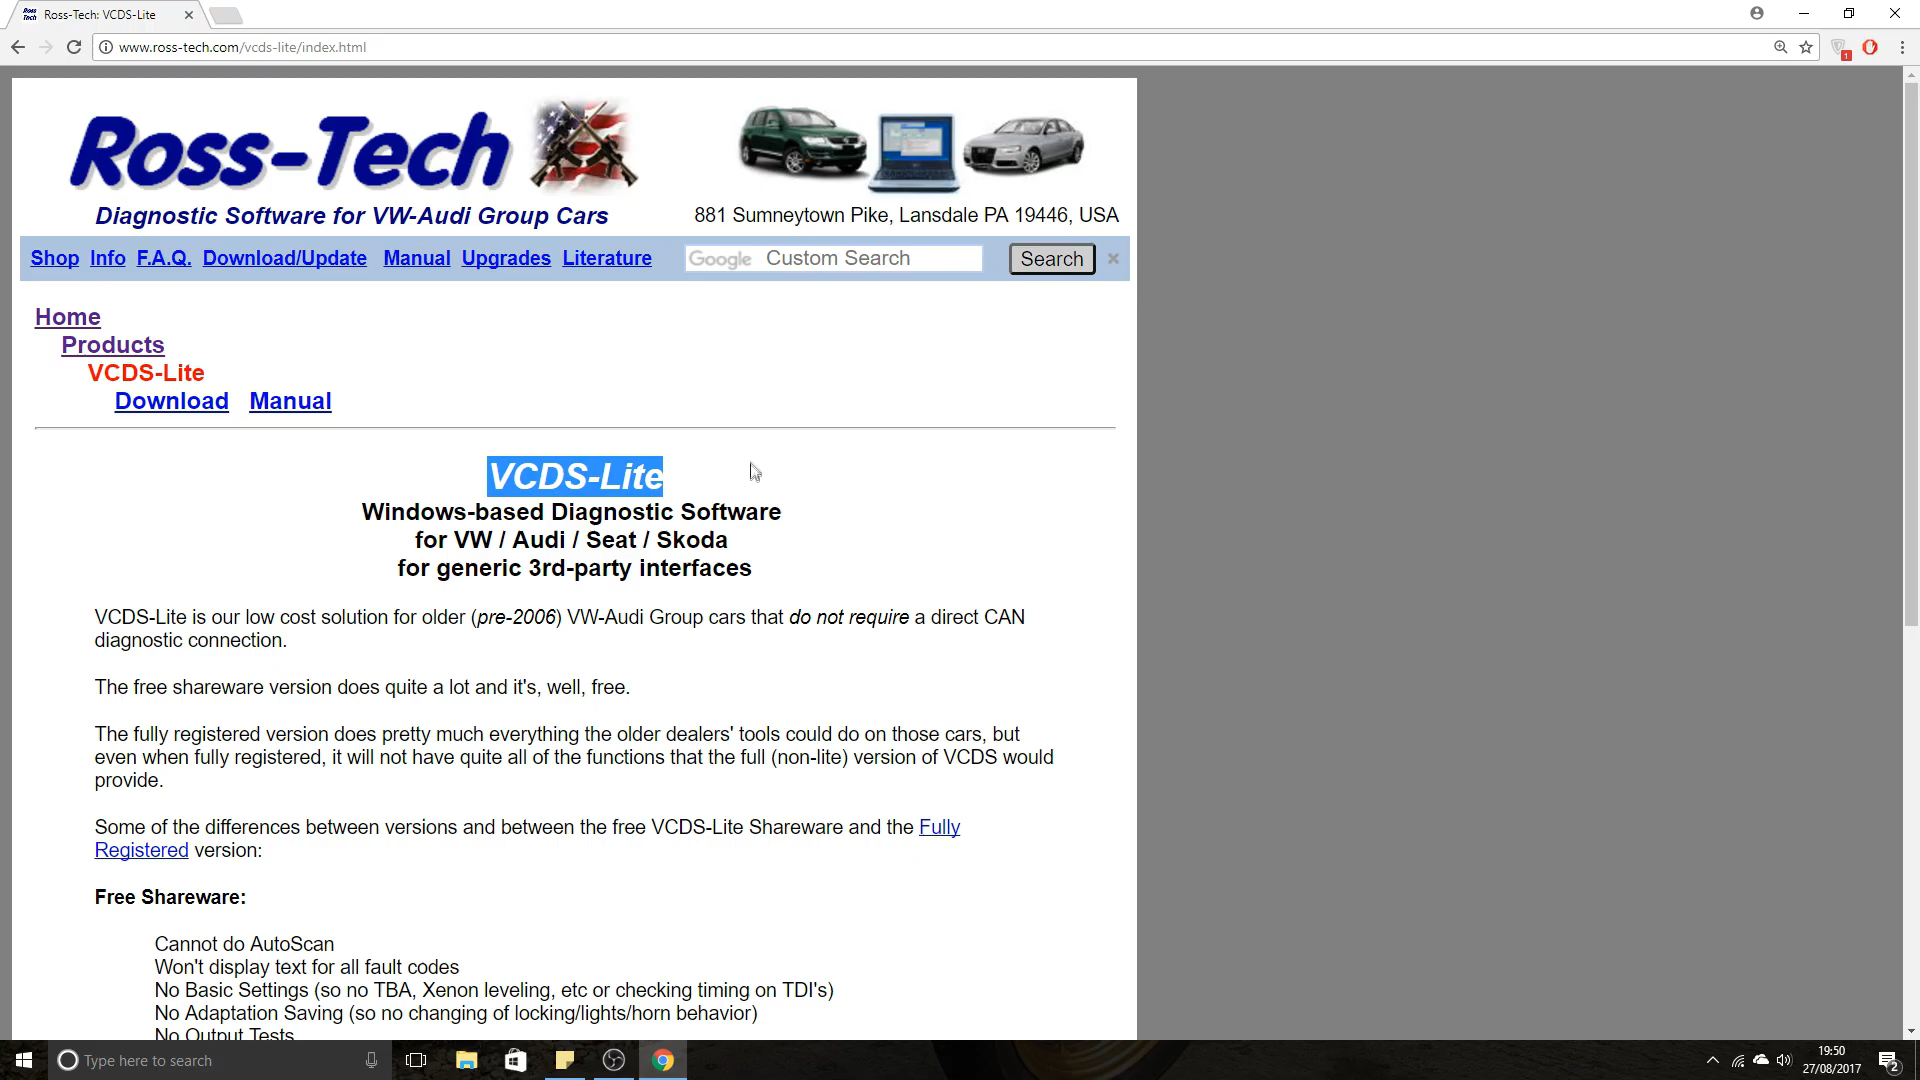 Ross-Tech: VCDS-Lite
www.ross-tech.com/vcds-lite/index.html
1
Ross-Tech
Diagnostic Software for VW-Audi Group Cars
881 Sumneytown Pike, Lansdale PA 19446, USA
Shop Info F.A.Q. Download/Update Manual Upgrades Literature Google Custom Search Search ×
Home
Products
VCDS-Lite
Download Manual
VCDS-Lite
Windows-based Diagnostic Software
for VW / Audi / Seat / Skoda
for generic 3rd-party interfaces
VCDS-Lite is our low cost solution for older (pre-2006) VW-Audi Group cars that do not require a direct CAN
diagnostic connection.
The free shareware version does quite a lot and it's, well, free.
The fully registered version does pretty much everything the older dealers' tools could do on those cars, but
even when fully registered, it will not have quite all of the functions that the full (non-lite) version of VCDS would
provide.
Some of the differences between versions and between the free VCDS-Lite Shareware and the Fully
Registered version:
Free Shareware:
Cannot do AutoScan
Won't display text for all fault codes
No Basic Settings (so no TBA, Xenon leveling, etc or checking timing on TDI's)
No Adaptation Saving (so no changing of locking/lights/horn behavior)
No Output Tests
Type here to search
19:50
27/08/2017
2